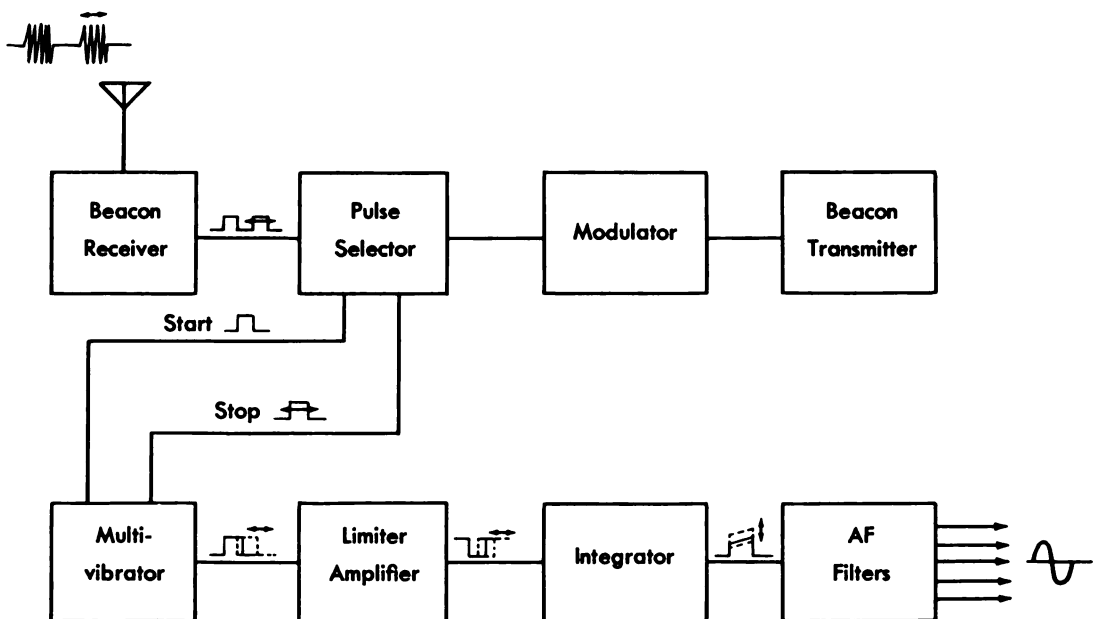 Beacon
Receiver
Pulse
Selector
Modulator
Beacon
Transmitter
Start
Stop
Multi-
vibrator
Limiter
Amplifier
Integrator
AF
Filters